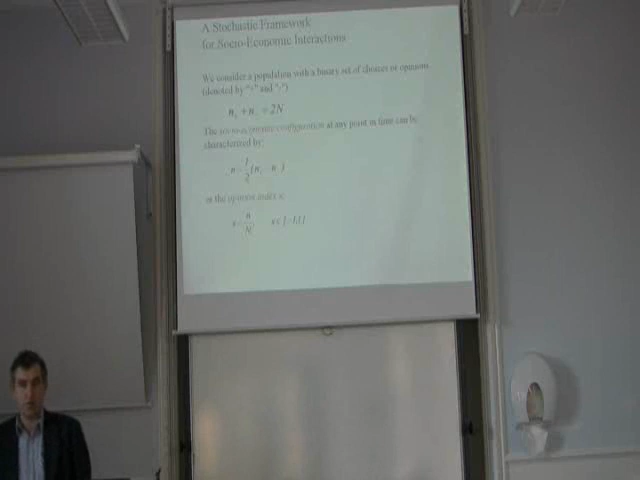 A Stochastic Framework
for Socio-Economic Interactions
We consider a population with a binary set of choices or opinions
(denoted by "+" and "-")
n₊ + n₋ = 2N
The socio-economic configuration at any point in time can be
characterized by:
n = 1/2 (n₊ - n₋)
or the opinion index x:
x = n/N, x ∈ [-1,1]